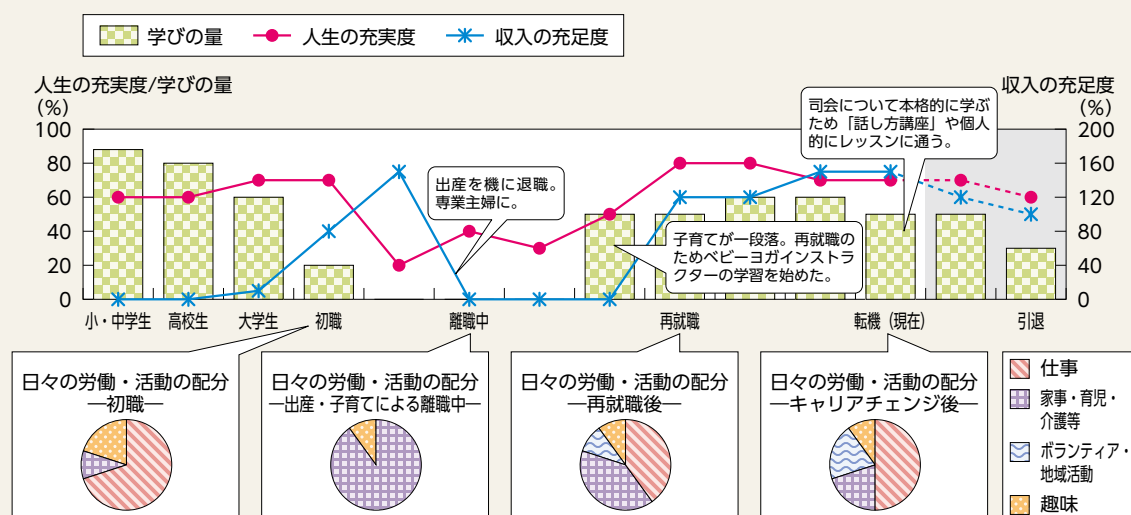 学びの量 人生の充実度 収入の充足度
人生の充実度/学びの量
(%)
収入の充足度
(%)
100
80
60
40
20
0
200
160
120
80
40
0
出産を機に退職。
専業主婦に。
子育てが一段落。再就職の
ためベビーヨガインストラ
クターの学習を始めた。
司会について本格的に学ぶ
ため「話し方講座」や個人
的にレッスンに通う。
小・中学生 高校生 大学生 初職 離職中 再就職 転機（現在） 引退
日々の労働・活動の配分
―初職―
日々の労働・活動の配分
―出産・子育てによる離職中―
日々の労働・活動の配分
―再就職後―
日々の労働・活動の配分
―キャリアチェンジ後―
仕事
家事・育児・
介護等
ボランティア・
地域活動
趣味